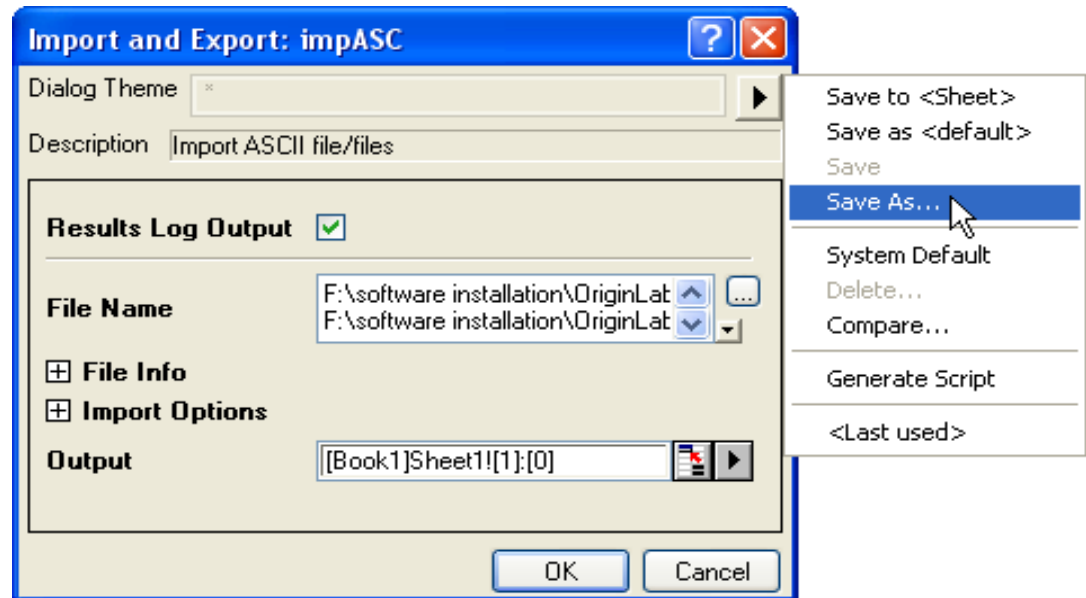 Import and Export: impASC
Dialog Theme *
Description Import ASCII file/files
Results Log Output
File Name
F:\software installation\OriginLab
F:\software installation\OriginLab
...
File Info
Import Options
Output [Book1]Sheet1![1]:[0]
OK Cancel
Save to <Sheet>
Save as <default>
Save
Save As...
System Default
Delete...
Compare...
Generate Script
<Last used>